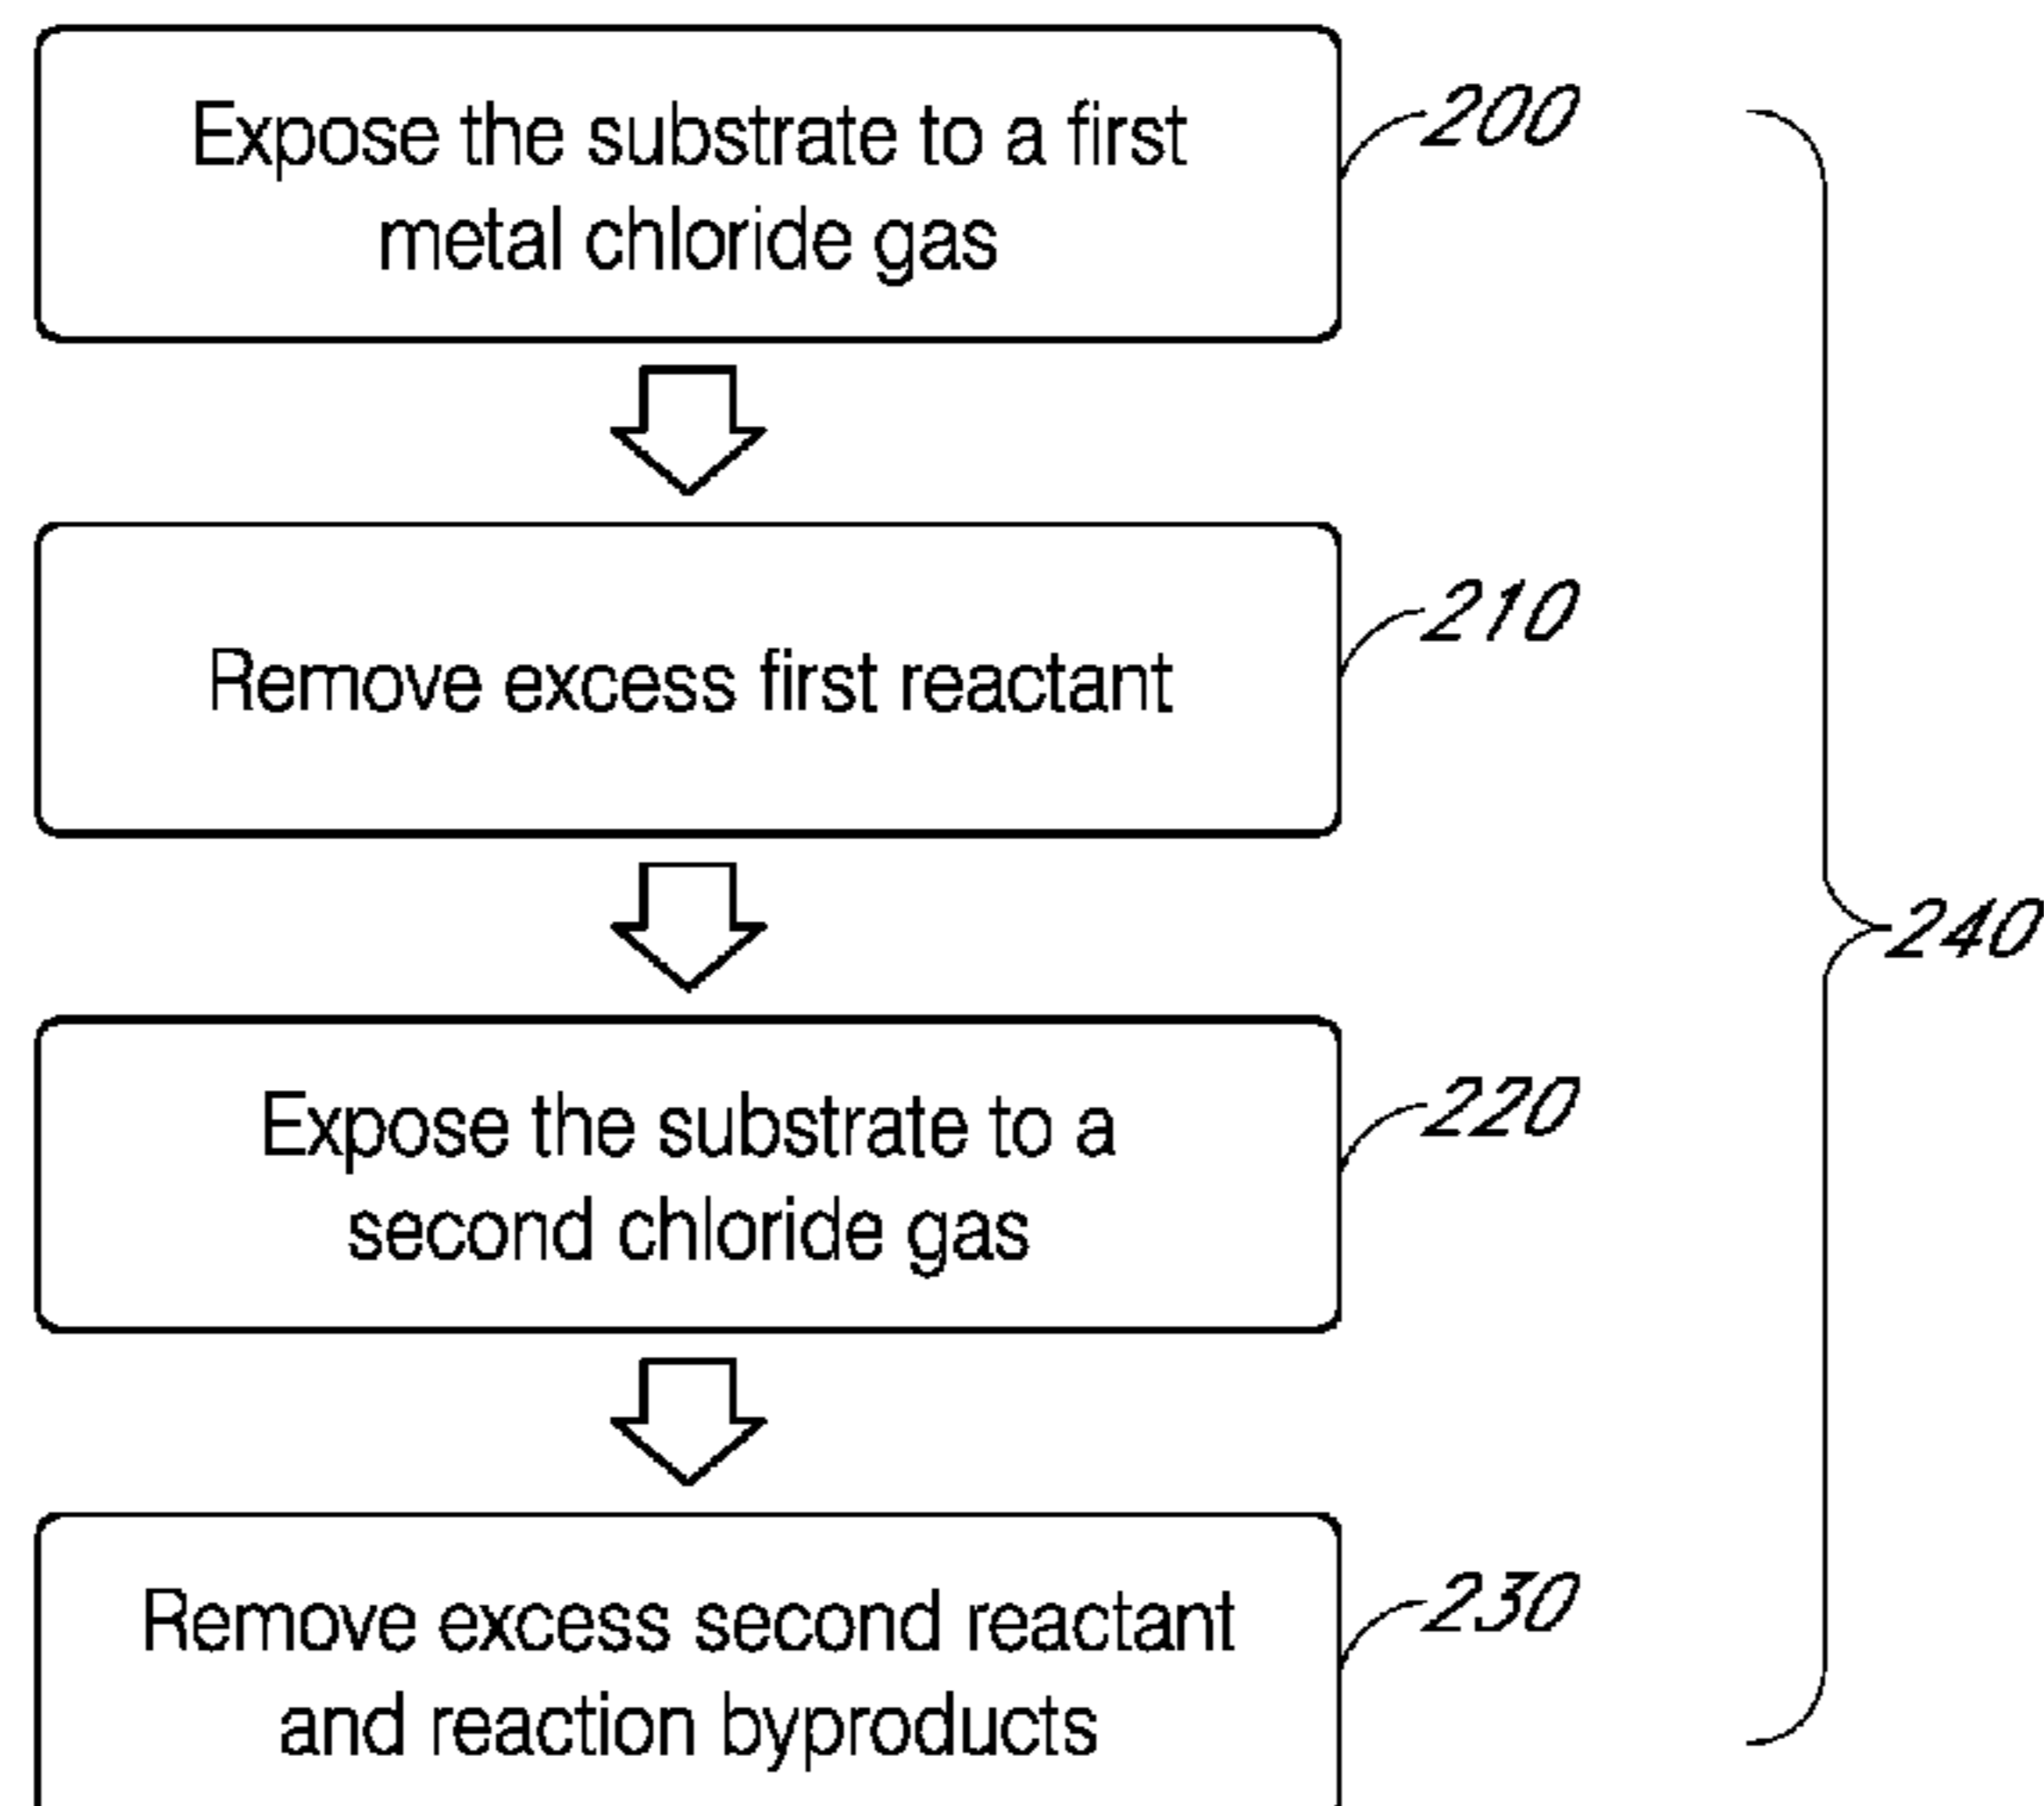 Expose the substrate to a first
metal chloride gas
200
Remove excess first reactant
210
240
Expose the substrate to a
second chloride gas
220
Remove excess second reactant
and reaction byproducts
230